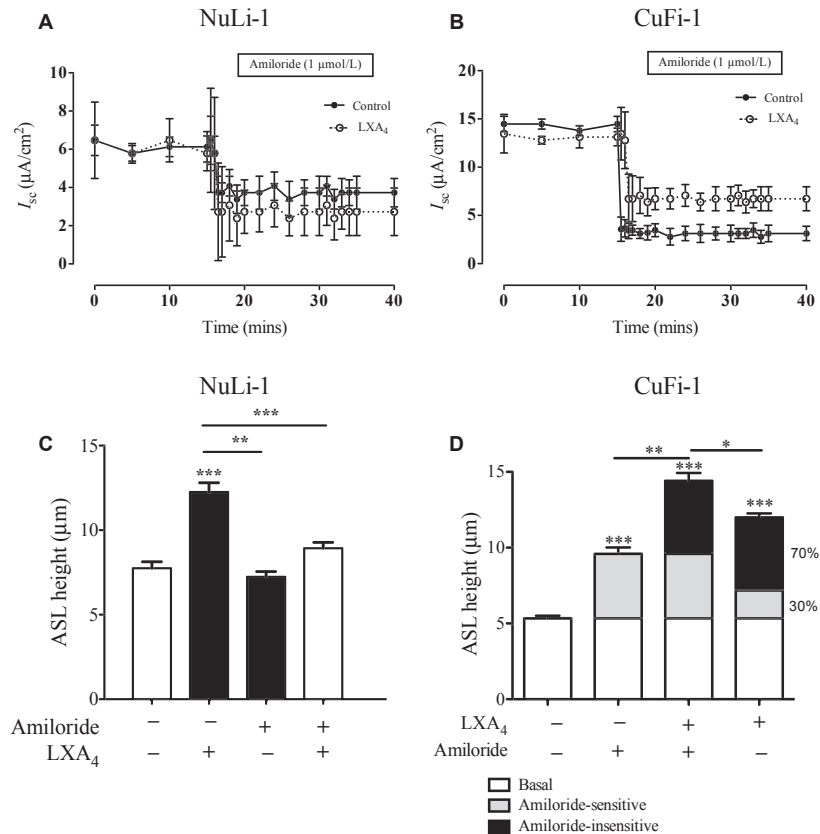 A
NuLi-1
Amiloride (1 µmol/L)
Control
LXA4
Isc (µA/cm2)
10
8
6
4
2
0
0 10 20 30 40
Time (mins)
B
CuFi-1
Amiloride (1 µmol/L)
Control
LXA4
Isc (µA/cm2)
20
15
10
5
0
0 10 20 30 40
Time (mins)
C
NuLi-1
***
**
***
ASL height (µm)
15
10
5
0
Amiloride – – + +
LXA4 – + – +
D
CuFi-1
** *
*** *** ***
ASL height (µm)
15
10
5
0
70%
30%
LXA4 – – + +
Amiloride – + + –
Basal
Amiloride-sensitive
Amiloride-insensitive